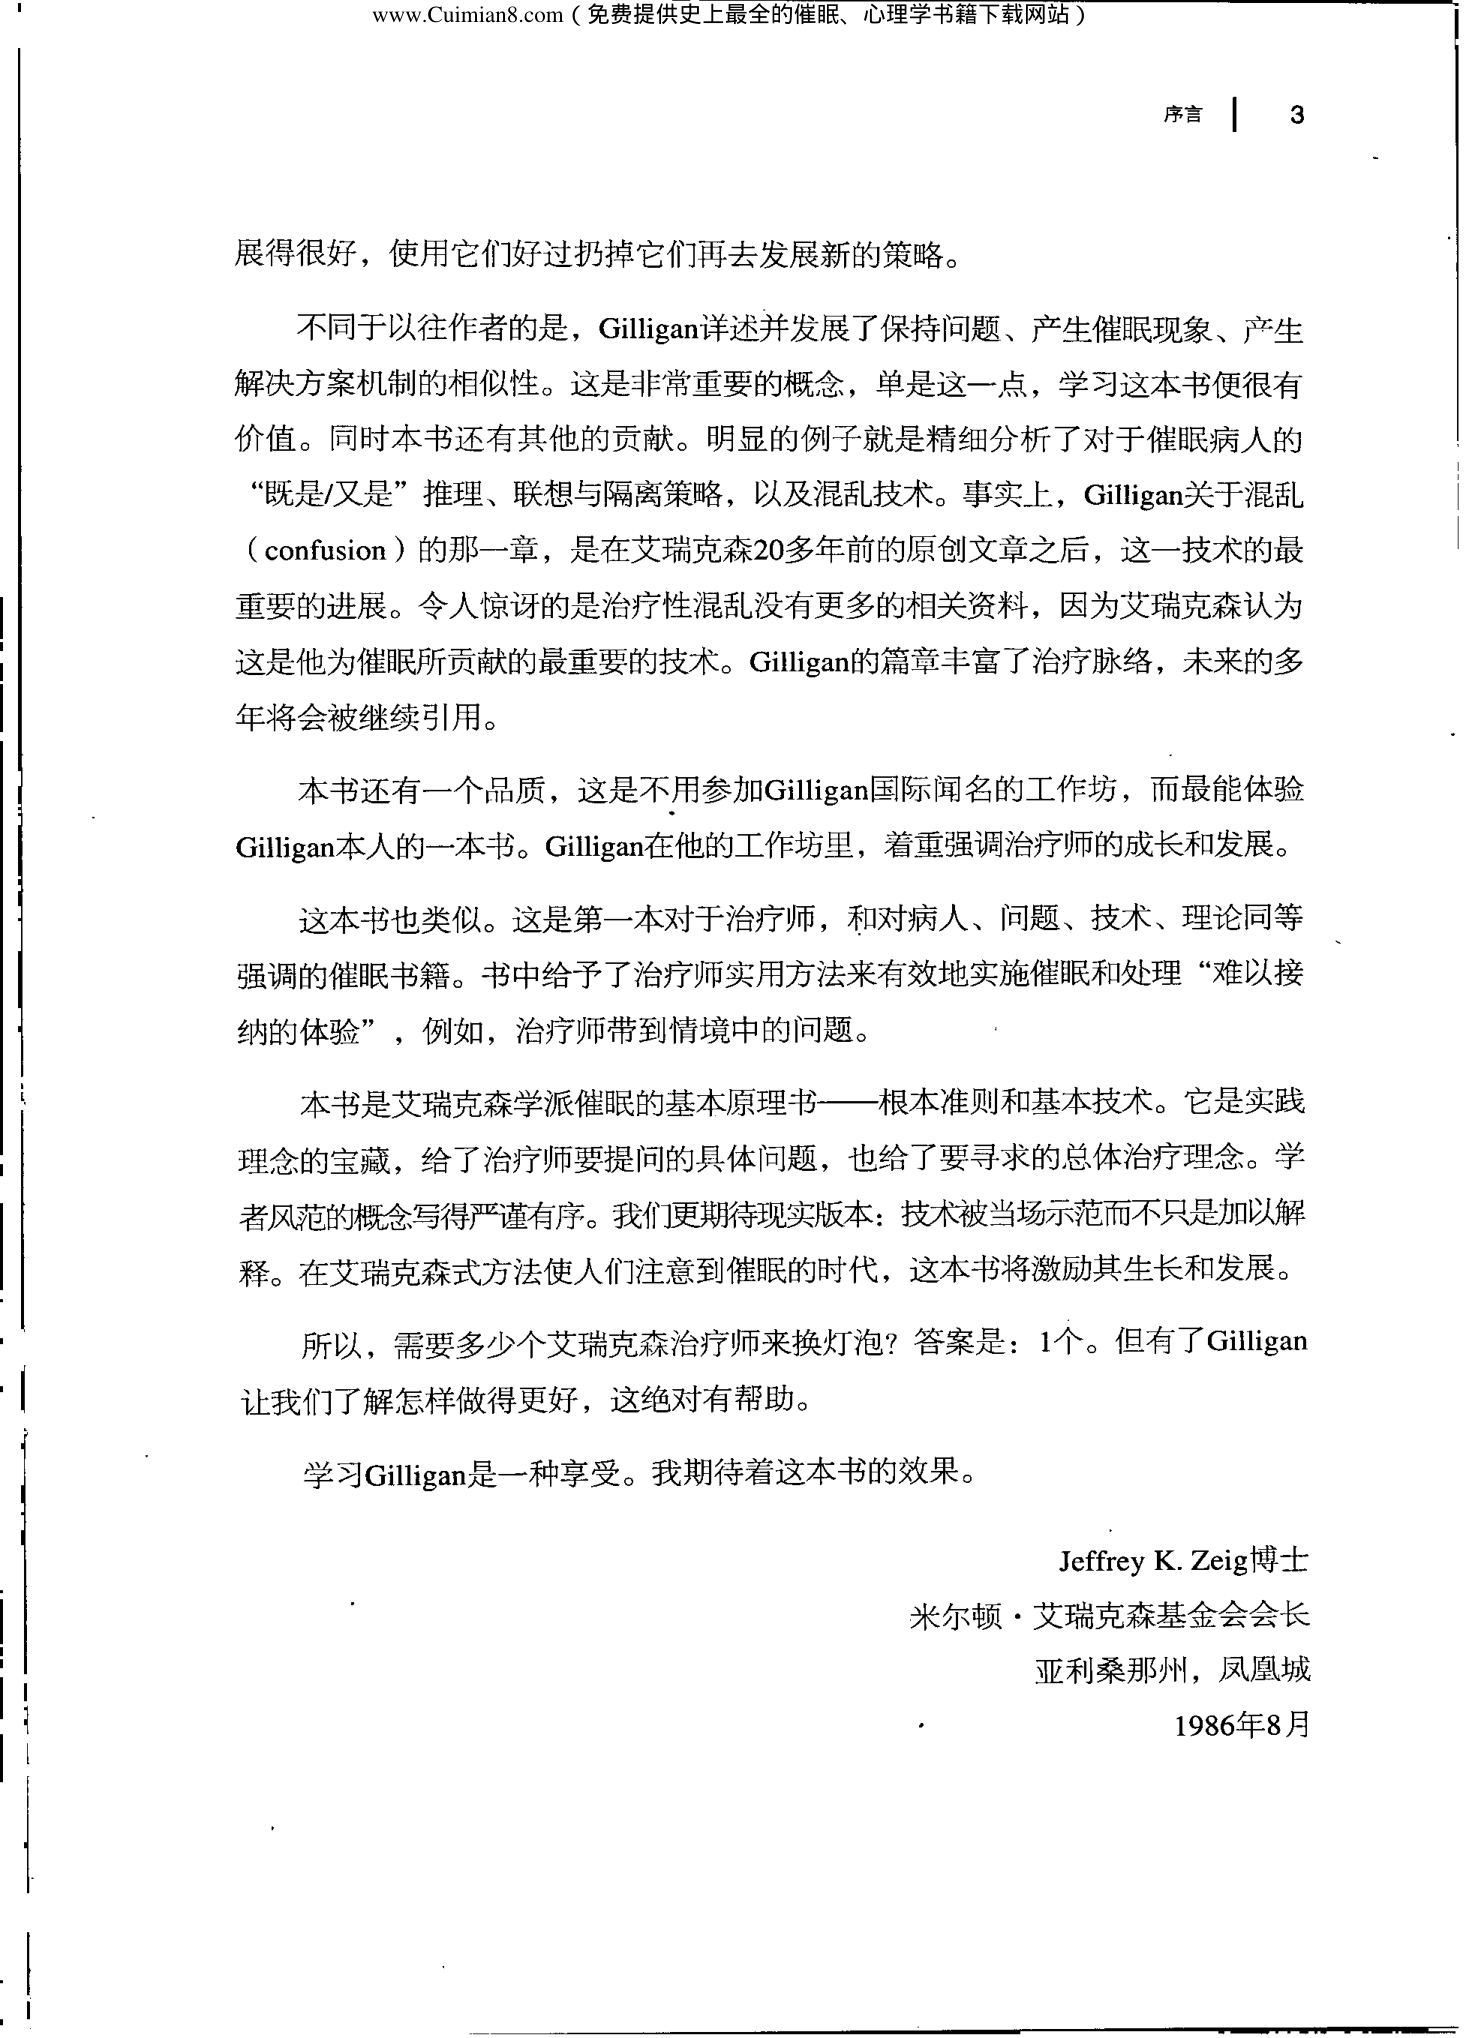 www.Cuimian8.com（免费提供史上最全的催眠、心理学书籍下载网站）
序言 3
展得很好，使用它们好过扔掉它们再去发展新的策略。
不同于以往作者的是，Gilligan详述并发展了保持问题、产生催眠现象、产生
解决方案机制的相似性。这是非常重要的概念，单是这一点，学习这本书便很有
价值。同时本书还有其他的贡献。明显的例子就是精细分析了对于催眠病人的
“既是/又是”推理、联想与隔离策略，以及混乱技术。事实上，Gilligan关于混乱
（confusion）的那一章，是在艾瑞克森20多年前的原创文章之后，这一技术的最
重要的进展。令人惊讶的是治疗性混乱没有更多的相关资料，因为艾瑞克森认为
这是他为催眠所贡献的最重要的技术。Gilligan的篇章丰富了治疗脉络，未来的多
年将会被继续引用。
本书还有一个品质，这是不用参加Gilligan国际闻名的工作坊，而最能体验
Gilligan本人的一本书。Gilligan在他的工作坊里，着重强调治疗师的成长和发展。
这本书也类似。这是第一本对于治疗师，和对病人、问题、技术、理论同等
强调的催眠书籍。书中给予了治疗师实用方法来有效地实施催眠和处理“难以接
纳的体验”，例如，治疗师带到情境中的问题。
本书是艾瑞克森学派催眠的基本原理书——根本准则和基本技术。它是实践
理念的宝藏，给了治疗师要提问的具体问题，也给了要寻求的总体治疗理念。学
者风范的概念写得严谨有序。我们更期待现实版本：技术被当场示范而不只是加以解
释。在艾瑞克森式方法使人们注意到催眠的时代，这本书将激励其生长和发展。
所以，需要多少个艾瑞克森治疗师来换灯泡？答案是：1个。但有了Gilligan
让我们了解怎样做得更好，这绝对有帮助。
学习Gilligan是一种享受。我期待着这本书的效果。
Jeffrey K. Zeig博士
米尔顿·艾瑞克森基金会会长
亚利桑那州，凤凰城
1986年8月